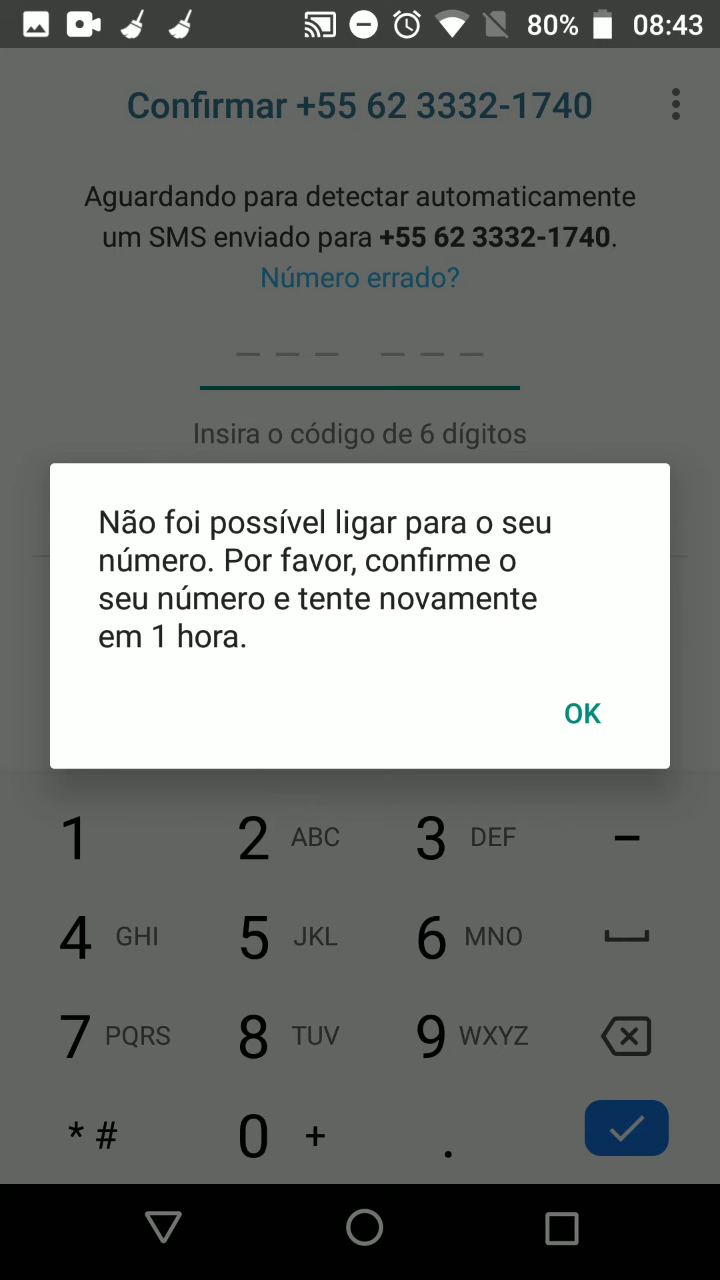 80% 08:43
Confirmar +55 62 3332-1740
Aguardando para detectar automaticamente
um SMS enviado para +55 62 3332-1740.
Número errado?
Insira o código de 6 dígitos
Não foi possível ligar para o seu
número. Por favor, confirme o
seu número e tente novamente
em 1 hora.
OK
1 2 ABC 3 DEF –
4 GHI 5 JKL 6 MNO
7 PQRS 8 TUV 9 WXYZ
* # 0 + .